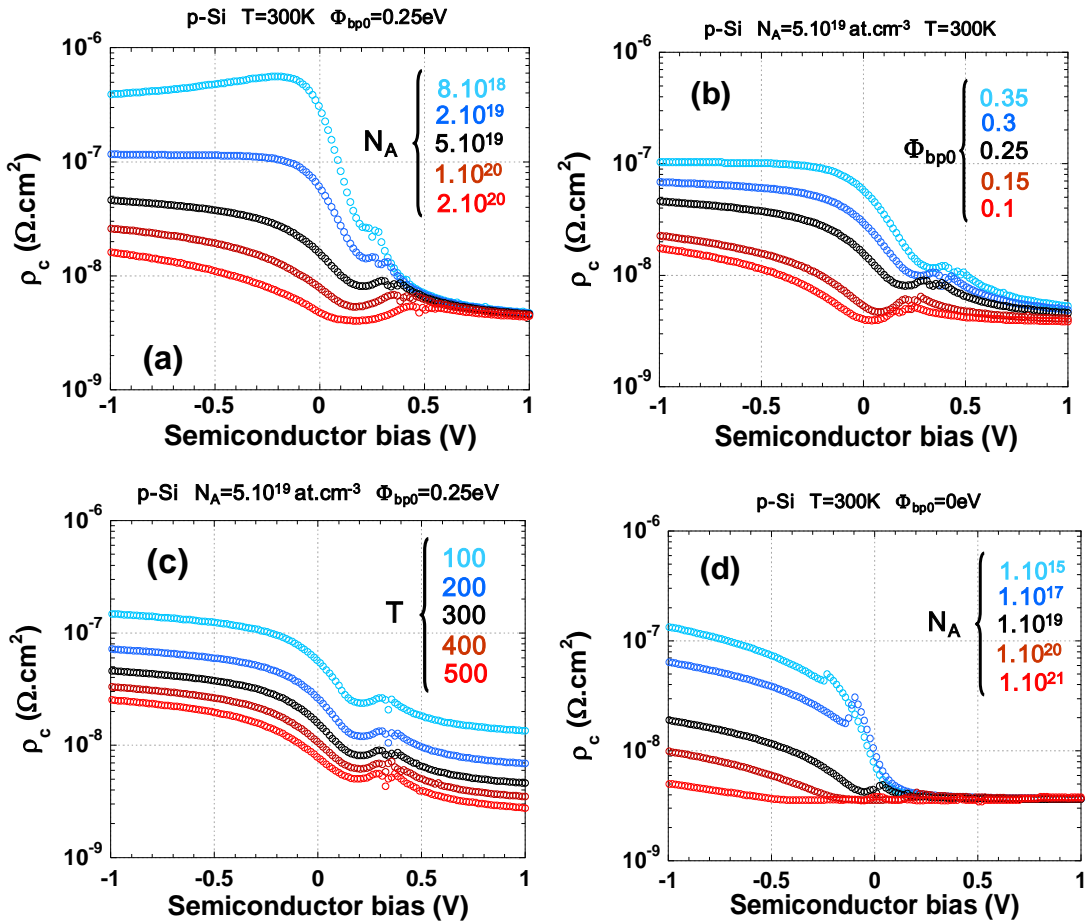 p-Si T=300K Φbp0=0.25eV
10⁻⁶
10⁻⁷
10⁻⁸
10⁻⁹
ρc (Ω.cm²)
N_A
8.10¹⁸
2.10¹⁹
5.10¹⁹
1.10²⁰
2.10²⁰
(a)
-1 -0.5 0 0.5 1
Semiconductor bias (V)
p-Si N_A=5.10¹⁹ at.cm⁻³ T=300K
10⁻⁶
10⁻⁷
10⁻⁸
10⁻⁹
ρc (Ω.cm²)
(b)
Φbp0
0.35
0.3
0.25
0.15
0.1
-1 -0.5 0 0.5 1
Semiconductor bias (V)
p-Si N_A=5.10¹⁹ at.cm⁻³ Φbp0=0.25eV
10⁻⁶
10⁻⁷
10⁻⁸
10⁻⁹
ρc (Ω.cm²)
(c)
T
100
200
300
400
500
-1 -0.5 0 0.5 1
Semiconductor bias (V)
p-Si T=300K Φbp0=0eV
10⁻⁶
10⁻⁷
10⁻⁸
10⁻⁹
ρc (Ω.cm²)
(d)
N_A
1.10¹⁵
1.10¹⁷
1.10¹⁹
1.10²⁰
1.10²¹
-1 -0.5 0 0.5 1
Semiconductor bias (V)